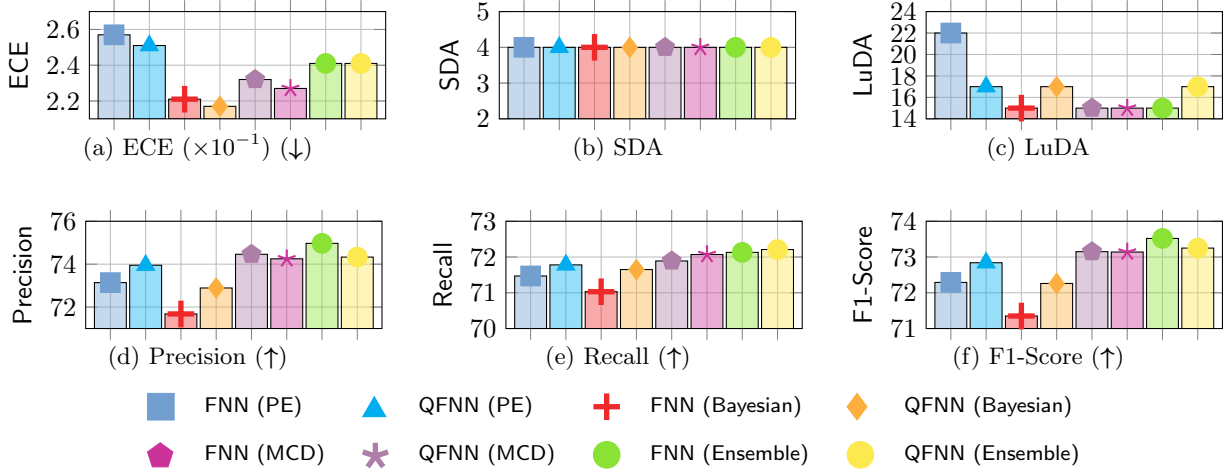 2.6
2.4
2.2
ECE
(a) ECE (×10⁻¹) (↓)
5
4
3
2
SDA
(b) SDA
24
22
20
18
16
14
LuDA
(c) LuDA
76
74
72
Precision
(d) Precision (↑)
73
72
71
70
Recall
(e) Recall (↑)
74
73
72
71
F1-Score
(f) F1-Score (↑)
FNN (PE) QFNN (PE) FNN (Bayesian) QFNN (Bayesian)
FNN (MCD) QFNN (MCD) FNN (Ensemble) QFNN (Ensemble)